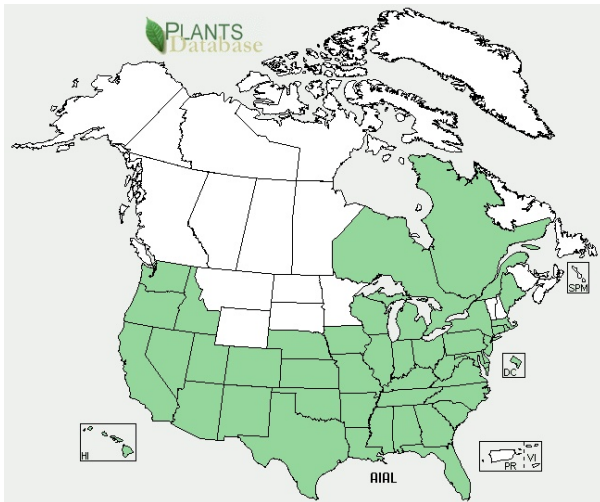 PLANTS
Database
SPM
DC
HI
PR
VI
AIAL